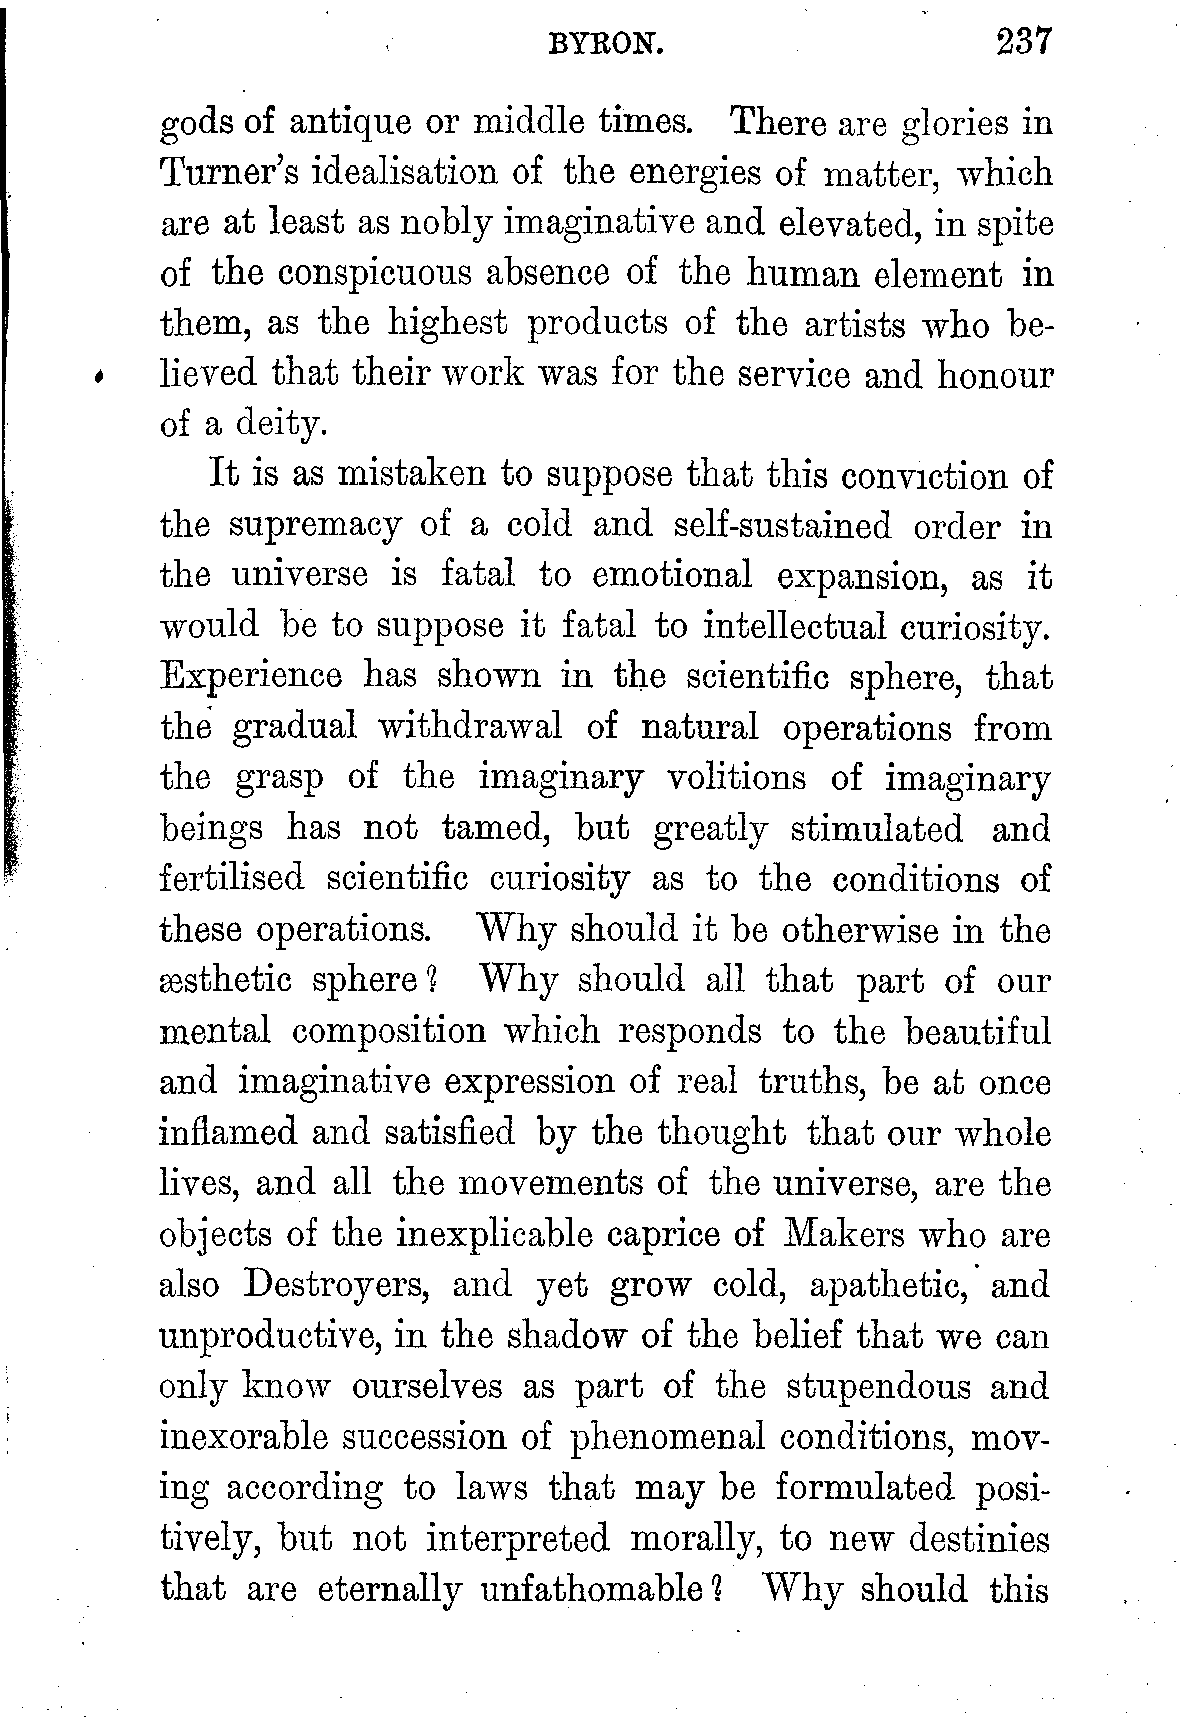 BYRON. 237
gods of antique or middle times. There are glories in
Turner's idealisation of the energies of matter, which
are at least as nobly imaginative and elevated, in spite
of the conspicuous absence of the human element in
them, as the highest products of the artists who be-
lieved that their work was for the service and honour
of a deity.
It is as mistaken to suppose that this conviction of
the supremacy of a cold and self-sustained order in
the universe is fatal to emotional expansion, as it
would be to suppose it fatal to intellectual curiosity.
Experience has shown in the scientific sphere, that
the gradual withdrawal of natural operations from
the grasp of the imaginary volitions of imaginary
beings has not tamed, but greatly stimulated and
fertilised scientific curiosity as to the conditions of
these operations. Why should it be otherwise in the
æsthetic sphere? Why should all that part of our
mental composition which responds to the beautiful
and imaginative expression of real truths, be at once
inflamed and satisfied by the thought that our whole
lives, and all the movements of the universe, are the
objects of the inexplicable caprice of Makers who are
also Destroyers, and yet grow cold, apathetic, and
unproductive, in the shadow of the belief that we can
only know ourselves as part of the stupendous and
inexorable succession of phenomenal conditions, mov-
ing according to laws that may be formulated posi-
tively, but not interpreted morally, to new destinies
that are eternally unfathomable? Why should this